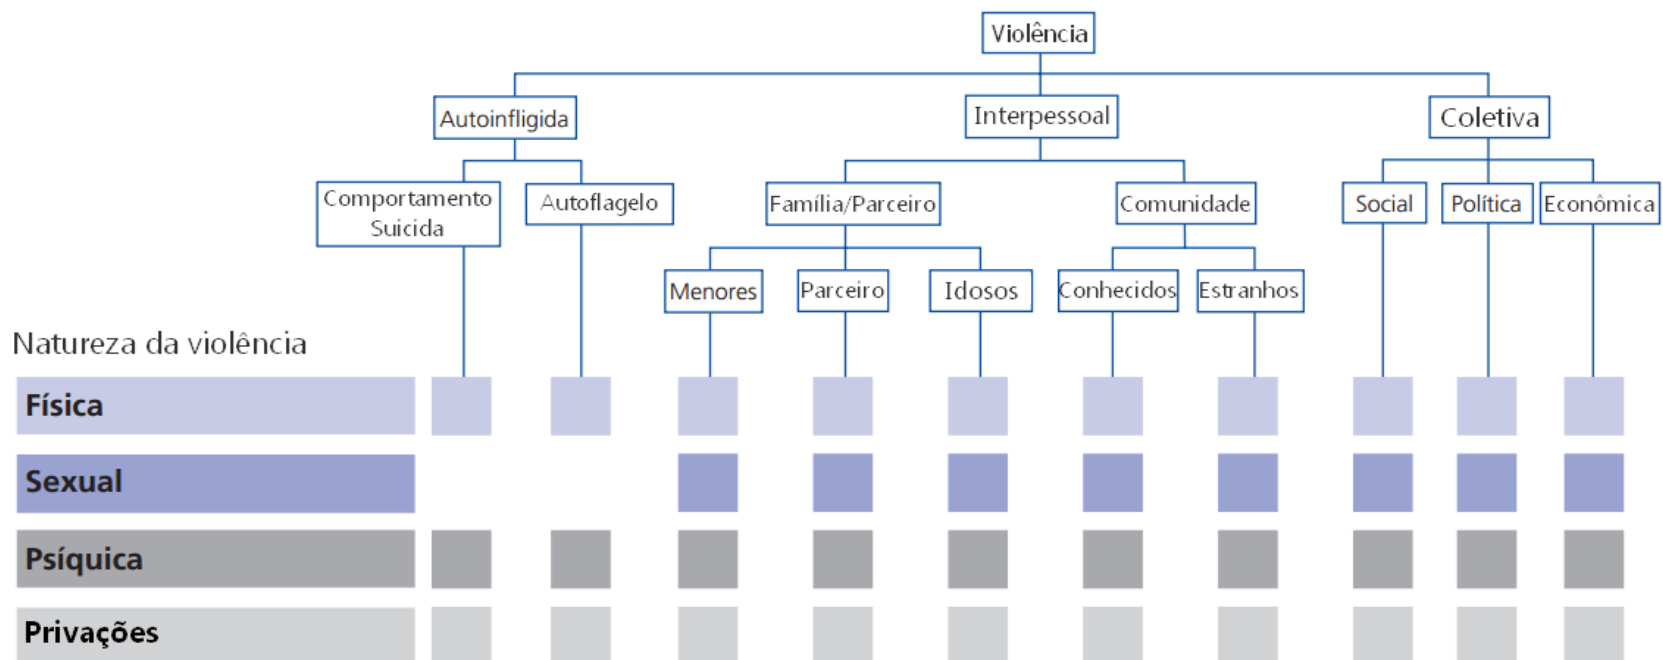 Violência
Autoinfligida
Interpessoal
Coletiva
Comportamento
Suicida
Autoflagelo
Família/Parceiro
Comunidade
Social
Política
Econômica
Menores
Parceiro
Idosos
Conhecidos
Estranhos
Natureza da violência
Física
Sexual
Psíquica
Privações